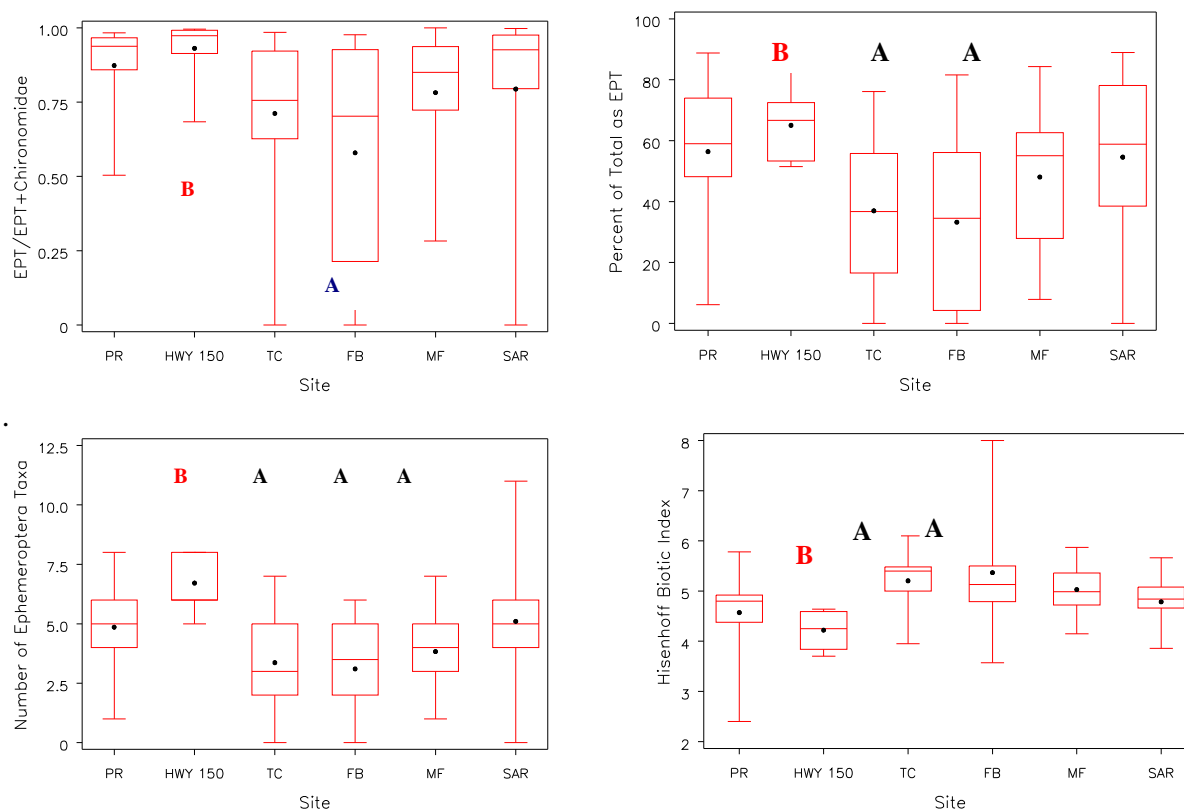 EPT/EPT+Chironomidae
1.00
0.75
0.50
0.25
0
B
A
PR HWY 150 TC FB MF SAR
Site
Percent of Total as EPT
100
80
60
40
20
0
B A A
PR HWY 150 TC FB MF SAR
Site
.
Number of Ephemeroptera Taxa
12.5
10.0
7.5
5.0
2.5
0
B A A A
PR HWY 150 TC FB MF SAR
Site
Hisenhoff Biotic Index
8
7
6
5
4
3
2
B A A
PR HWY 150 TC FB MF SAR
Site